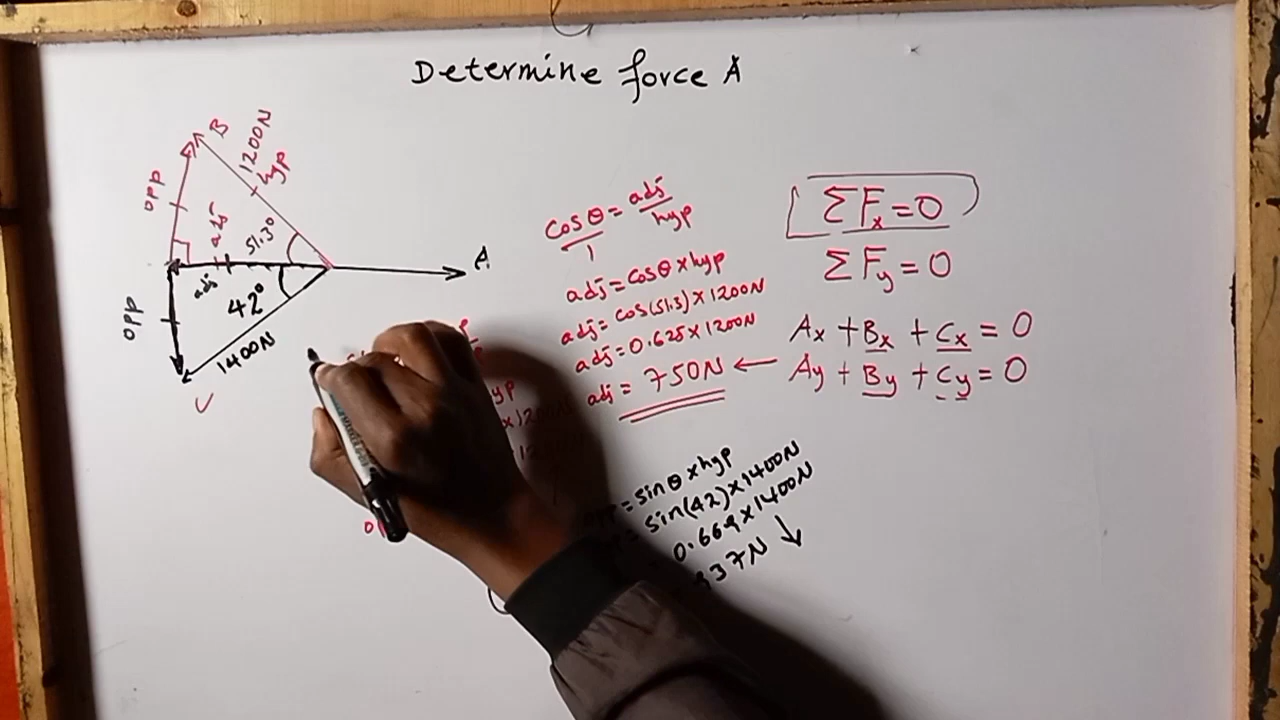 Determine force A
B
1200N
hyp
opp
adj
51.3°
A
adj
42°
opp
1400N
cosθ = adj
1 hyp
adj = cosθ x hyp
adj = cos(51.3) x 1200N
adj = 0.625 x 1200N
adj = 750N ←
ΣFx = 0
ΣFy = 0
Ax + Bx + Cx = 0
Ay + By + Cy = 0
= sinθ x hyp
sin(42) x 1400N
0.669 x 1400N
937N ↓